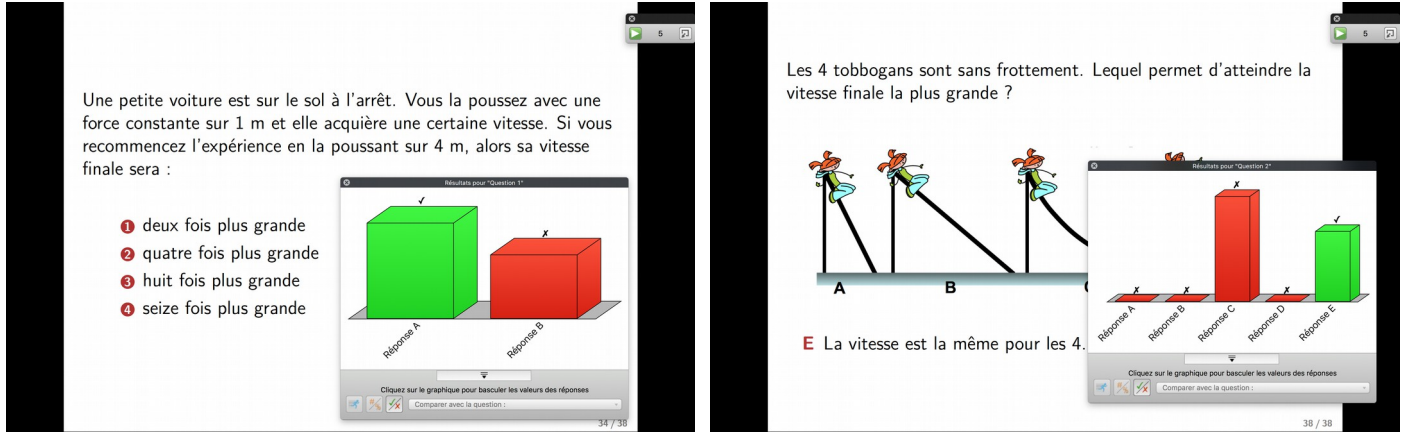 5
Une petite voiture est sur le sol à l'arrêt. Vous la poussez avec une
force constante sur 1 m et elle acquière une certaine vitesse. Si vous
recommencez l'expérience en la poussant sur 4 m, alors sa vitesse
finale sera :
1 deux fois plus grande
2 quatre fois plus grande
3 huit fois plus grande
4 seize fois plus grande
Résultats pour "Question 1"
Réponse A
Réponse B
Cliquez sur le graphique pour basculer les valeurs des réponses
Comparer avec la question :
34 / 38
5
Les 4 tobbogans sont sans frottement. Lequel permet d'atteindre la
vitesse finale la plus grande ?
A
B
E La vitesse est la même pour les 4.
Résultats pour "Question 2"
Réponse A
Réponse B
Réponse C
Réponse D
Réponse E
Cliquez sur le graphique pour basculer les valeurs des réponses
Comparer avec la question :
38 / 38